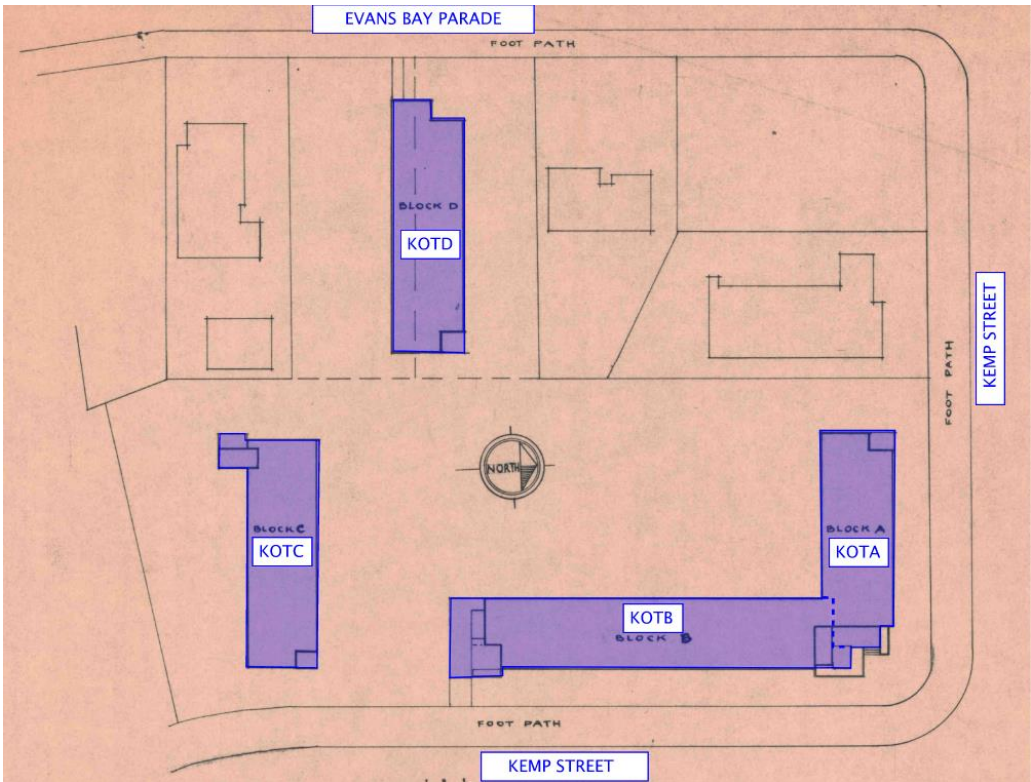 EVANS BAY PARADE
FOOT PATH
BLOCK D
KOTD
KEMP STREET
FOOT PATH
NORTH
BLOCK C
KOTC
BLOCK A
KOTA
KOTB
BLOCK B
FOOT PATH
KEMP STREET